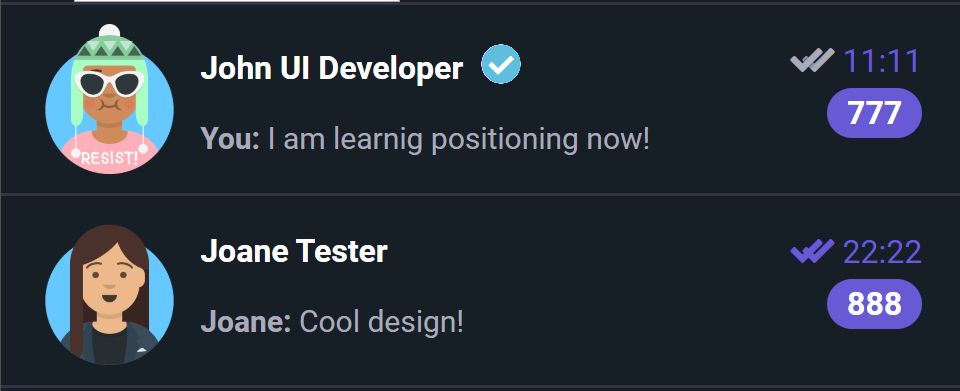 John UI Developer
11:11
777
You: I am learnig positioning now!
RESIST!
Joane Tester
22:22
888
Joane: Cool design!